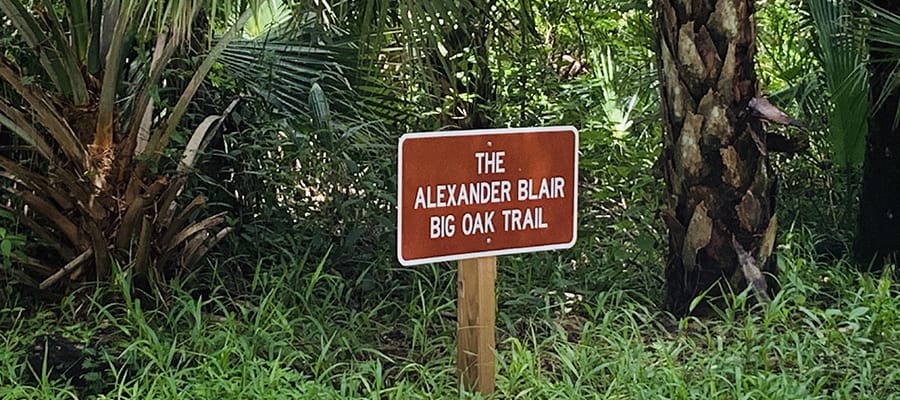 THE
ALEXANDER BLAIR
BIG OAK TRAIL